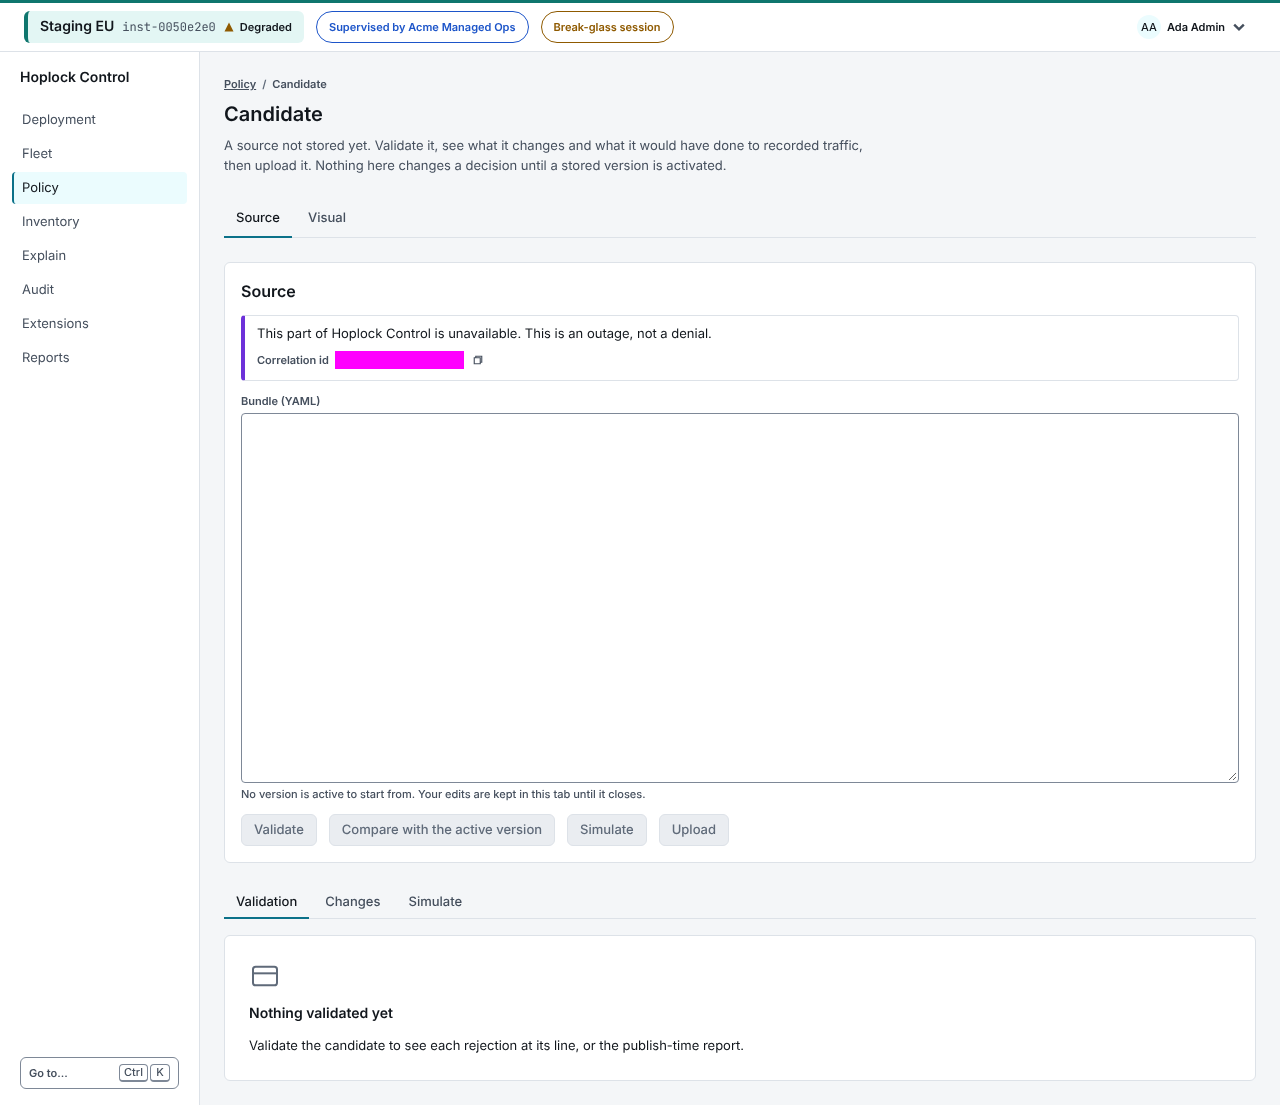 Staging EU inst-0050e2e0 Degraded
Supervised by Acme Managed Ops
Break-glass session
AA Ada Admin
Hoplock Control
Deployment
Fleet
Policy
Inventory
Explain
Audit
Extensions
Reports
Go to... Ctrl K
Policy / Candidate
Candidate
A source not stored yet. Validate it, see what it changes and what it would have done to recorded traffic,
then upload it. Nothing here changes a decision until a stored version is activated.
Source Visual
Source
This part of Hoplock Control is unavailable. This is an outage, not a denial.
Correlation id
Bundle (YAML)
No version is active to start from. Your edits are kept in this tab until it closes.
Validate Compare with the active version Simulate Upload
Validation Changes Simulate
Nothing validated yet
Validate the candidate to see each rejection at its line, or the publish-time report.